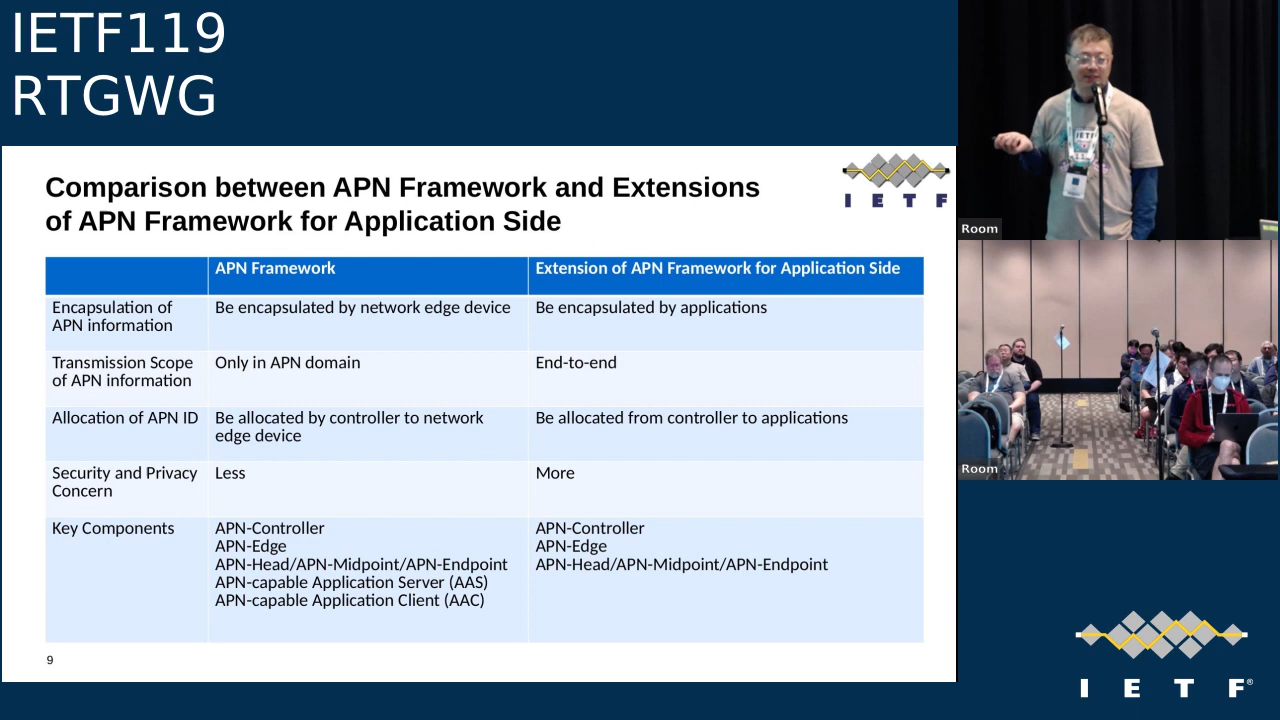 IETF119
RTGWG
Comparison between APN Framework and Extensions
of APN Framework for Application Side
I E T F
APN Framework
Extension of APN Framework for Application Side
Encapsulation of
APN information
Be encapsulated by network edge device
Be encapsulated by applications
Transmission Scope
of APN information
Only in APN domain
End-to-end
Allocation of APN ID
Be allocated by controller to network
edge device
Be allocated from controller to applications
Security and Privacy
Concern
Less
More
Key Components
APN-Controller
APN-Edge
APN-Head/APN-Midpoint/APN-Endpoint
APN-capable Application Server (AAS)
APN-capable Application Client (AAC)
APN-Controller
APN-Edge
APN-Head/APN-Midpoint/APN-Endpoint
9
IETF
Room
Room
I E T F®